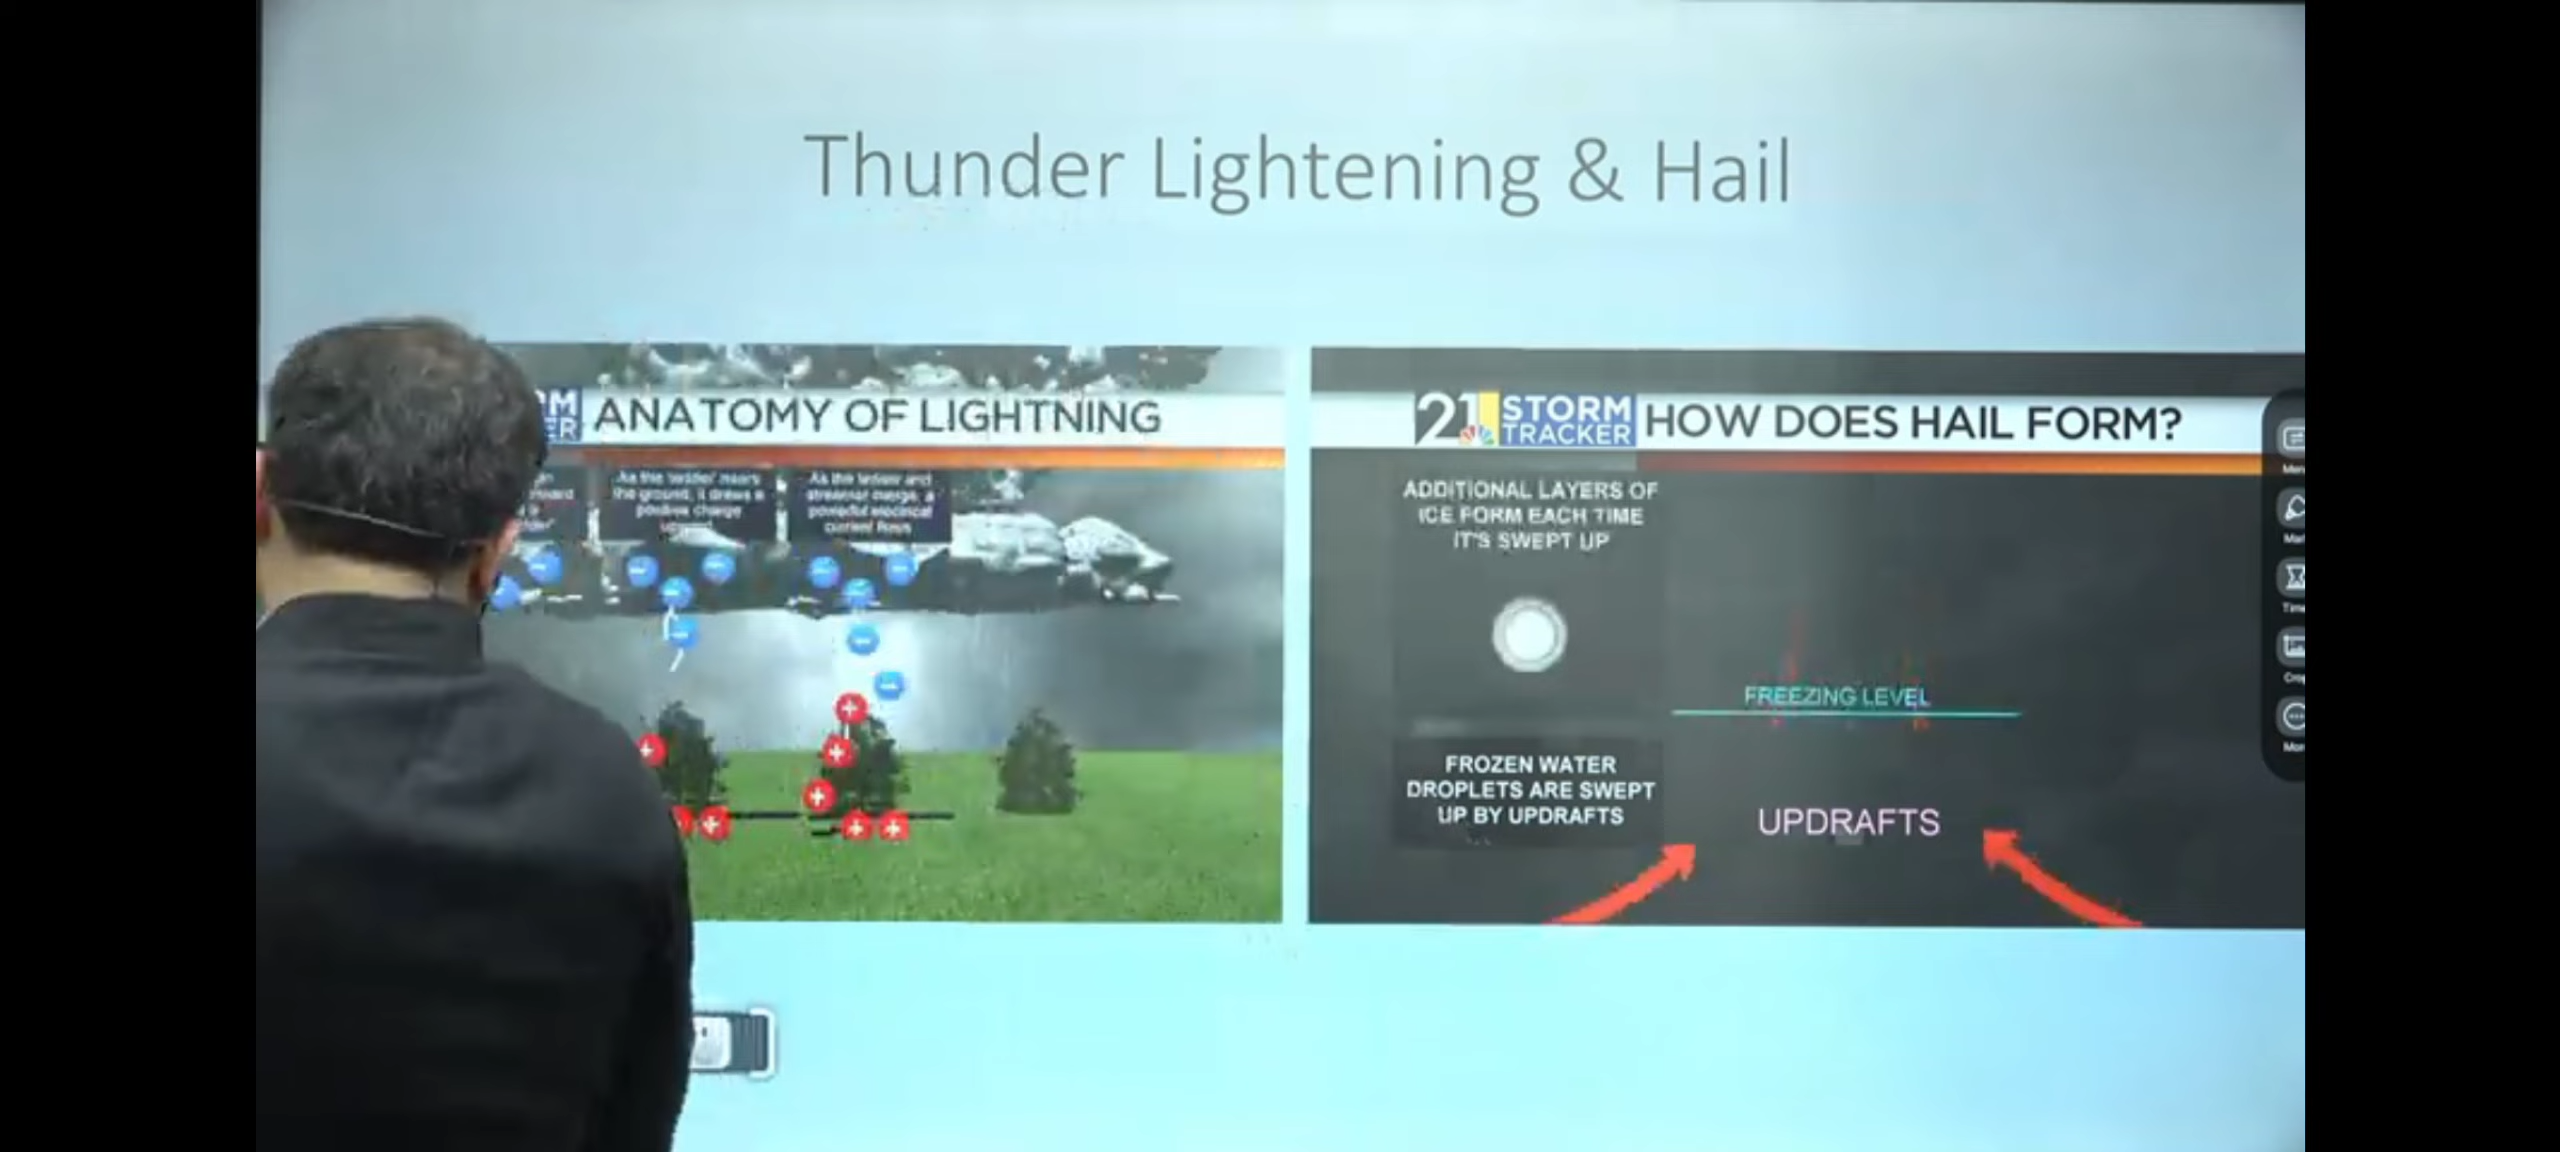 Thunder Lightening & Hail
ANATOMY OF LIGHTNING
As the "ladder" nears
the ground, it draws a
positive charge
upward
As the ladder and
streamer merge, a
powerful electrical
current flows
21 STORM
TRACKER
HOW DOES HAIL FORM?
ADDITIONAL LAYERS OF
ICE FORM EACH TIME
IT'S SWEPT UP
FREEZING LEVEL
FROZEN WATER
DROPLETS ARE SWEPT
UP BY UPDRAFTS
UPDRAFTS